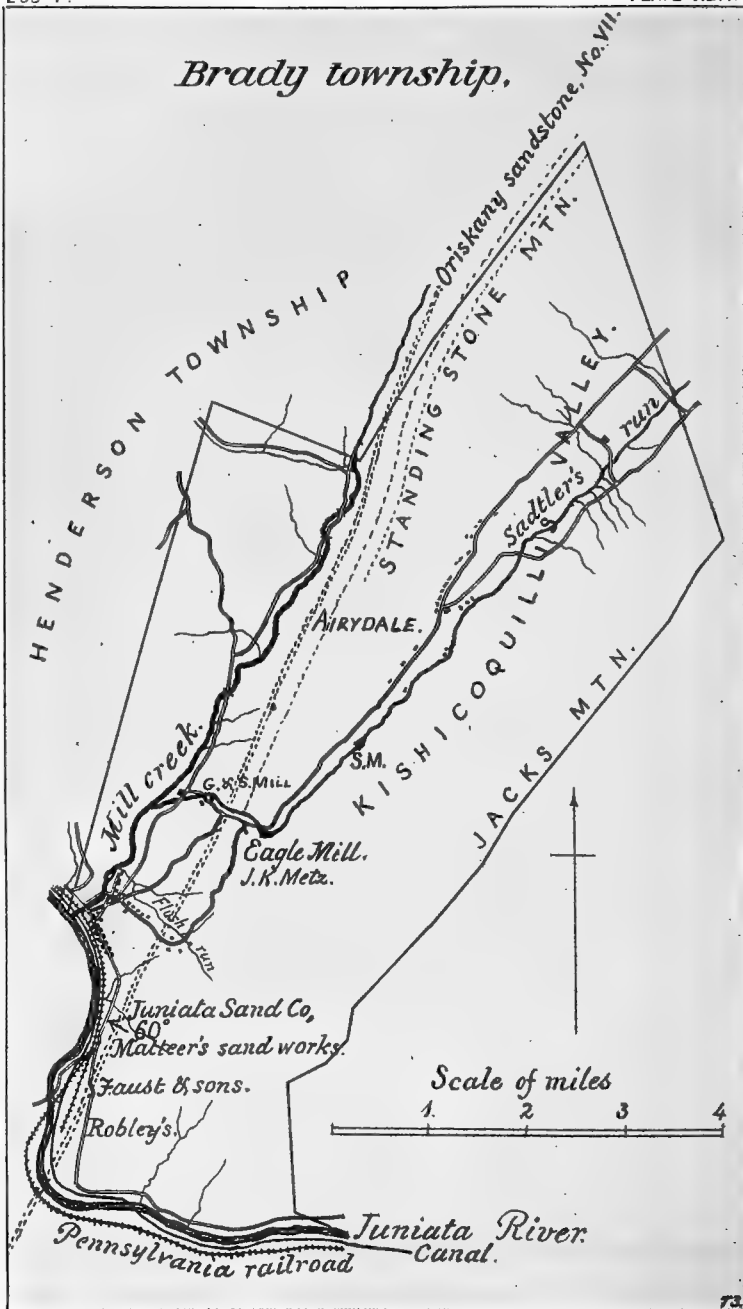 Brady township.
Oriskany sandstone, No. VII.
HENDERSON TOWNSHIP
STANDING STONE MTN.
KISHICOQUILLIS VALLEY.
Sadtler's run
AIRYDALE.
JACKS MTN.
S.M.
Mill creek.
G. & S. MILL
Eagle Mill.
J.K. Metz.
run
Juniata Sand Co,
60°
Matteer's sand works.
Faust & sons.
Robley's.
Scale of miles
1 2 3 4
Juniata River.
Canal.
Pennsylvania railroad
73.